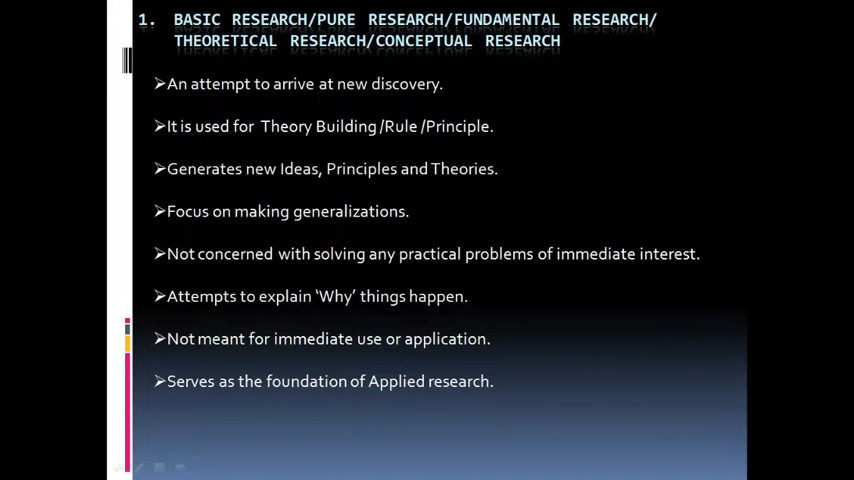 1. BASIC RESEARCH/PURE RESEARCH/FUNDAMENTAL RESEARCH/
THEORETICAL RESEARCH/CONCEPTUAL RESEARCH
➢An attempt to arrive at new discovery.
➢It is used for Theory Building /Rule /Principle.
➢Generates new Ideas, Principles and Theories.
➢Focus on making generalizations.
➢Not concerned with solving any practical problems of immediate interest.
➢Attempts to explain ‘Why’ things happen.
➢Not meant for immediate use or application.
➢Serves as the foundation of Applied research.